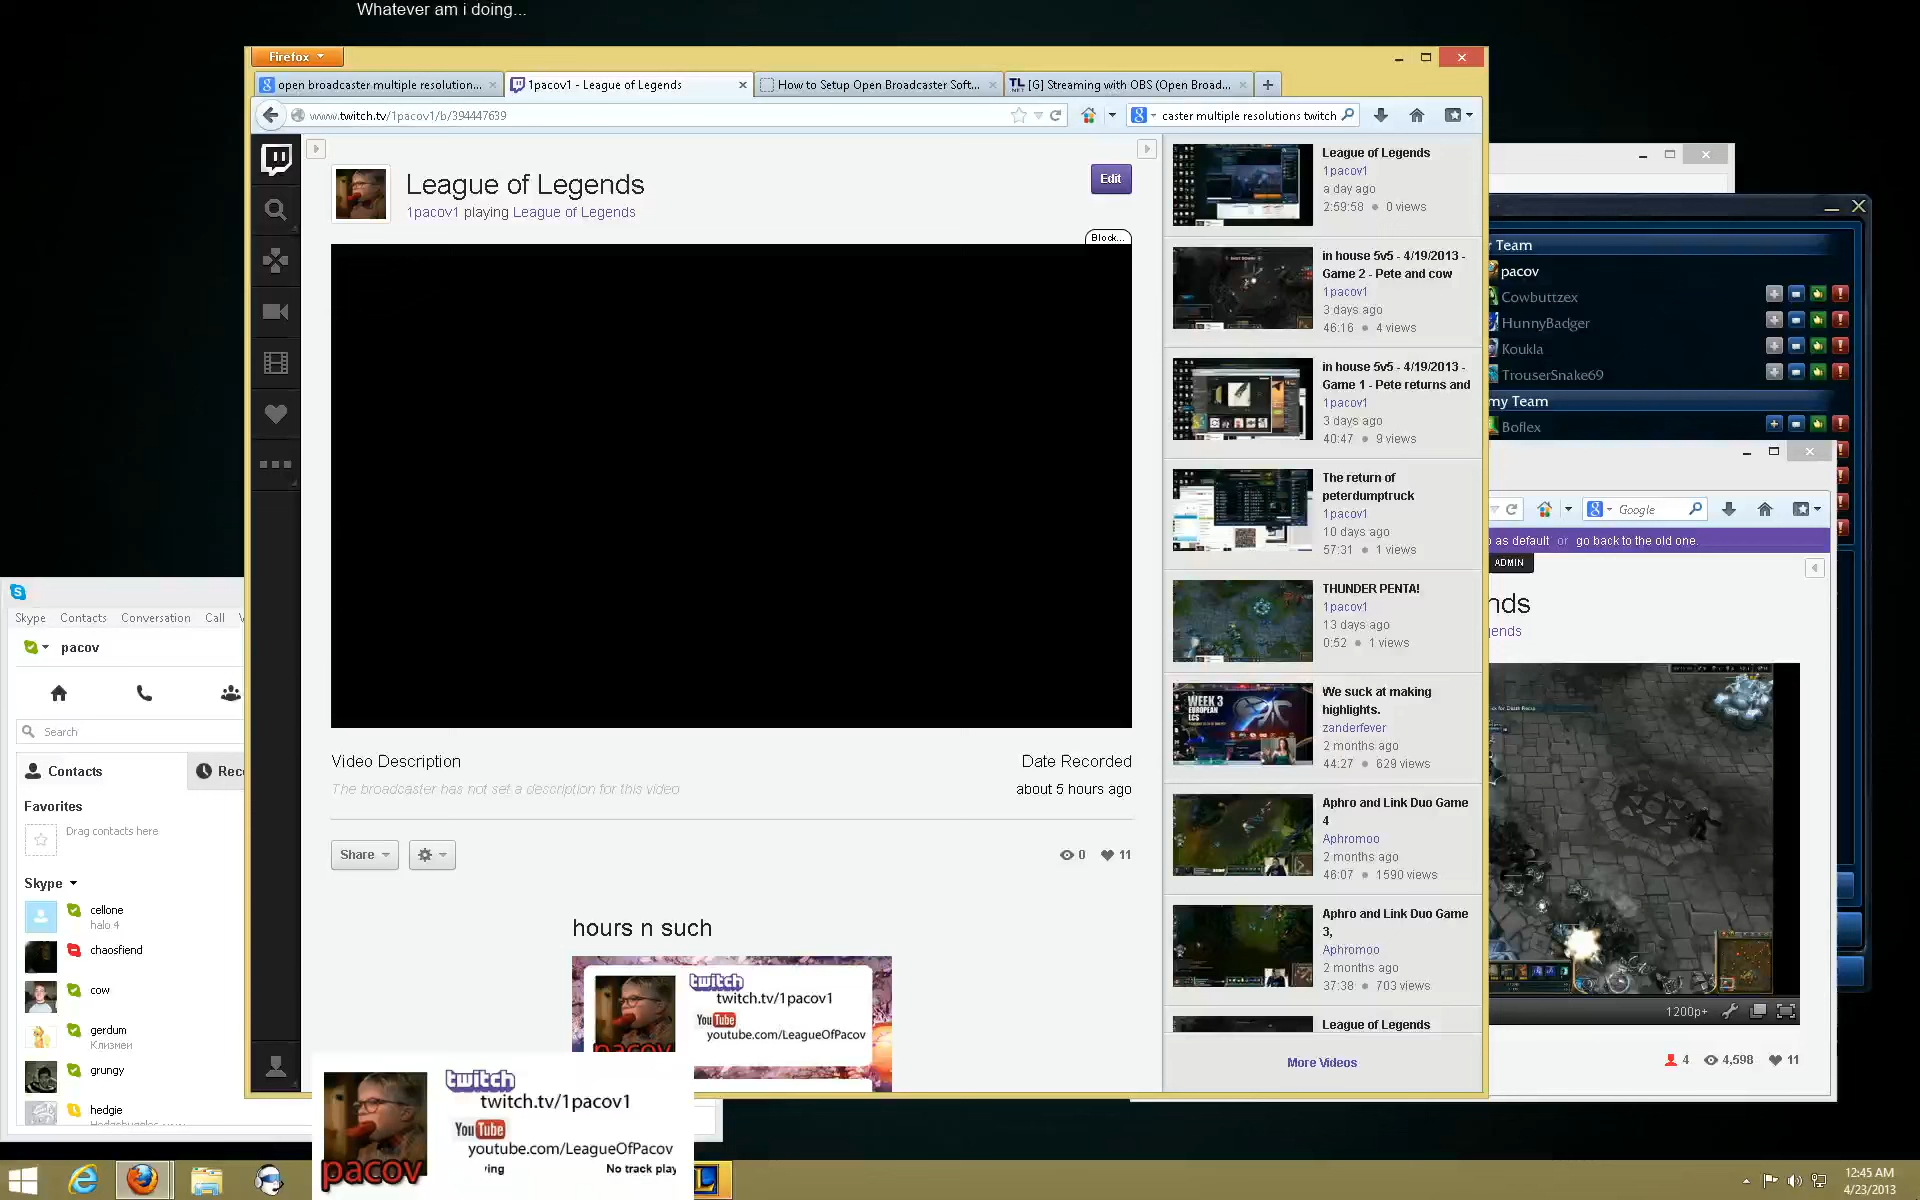 Whatever am i doing...
Firefox
open broadcaster multiple resolution...
1pacov1 - League of Legends
How to Setup Open Broadcaster Soft...
TL NET [G] Streaming with OBS (Open Broad...
www.twitch.tv/1pacov1/b/394447639
caster multiple resolutions twitch
League of Legends
1pacov1 playing League of Legends
Edit
Block...
Video Description
Date Recorded
The broadcaster has not set a description for this video
about 5 hours ago
Share
0
11
hours n such
twitch
twitch.tv/1pacov1
YouTube
youtube.com/LeagueOfPacov
pacov
League of Legends
1pacov1
a day ago
2:59:58 • 0 views
in house 5v5 - 4/19/2013 -
Game 2 - Pete and cow
1pacov1
3 days ago
46:16 • 4 views
in house 5v5 - 4/19/2013 -
Game 1 - Pete returns and
1pacov1
3 days ago
40:47 • 9 views
The return of
peterdumptruck
1pacov1
10 days ago
57:31 • 1 views
THUNDER PENTA!
1pacov1
13 days ago
0:52 • 1 views
WEEK 3
EUROPEAN
LCS
We suck at making
highlights.
zanderfever
2 months ago
44:27 • 629 views
Aphro and Link Duo Game
4
Aphromoo
2 months ago
46:07 • 1590 views
Aphro and Link Duo Game
3,
Aphromoo
2 months ago
37:38 • 703 views
League of Legends
More Videos
Team
pacov
Cowbuttzex
HunnyBadger
Koukla
TrouserSnake69
my Team
Boflex
Google
as default or go back to the old one.
ADMIN
nds
gends
1200p+
4
4,598
11
Skype Contacts Conversation Call
pacov
Search
Contacts
Rec
Favorites
Drag contacts here
Skype
cellone
halo 4
chaosfiend
cow
gerdum
Клизмеи
grungy
hedgie
twitch
twitch.tv/1pacov1
YouTube
youtube.com/LeagueOfPacov
ying
No track play
pacov
12:45 AM
4/23/2013